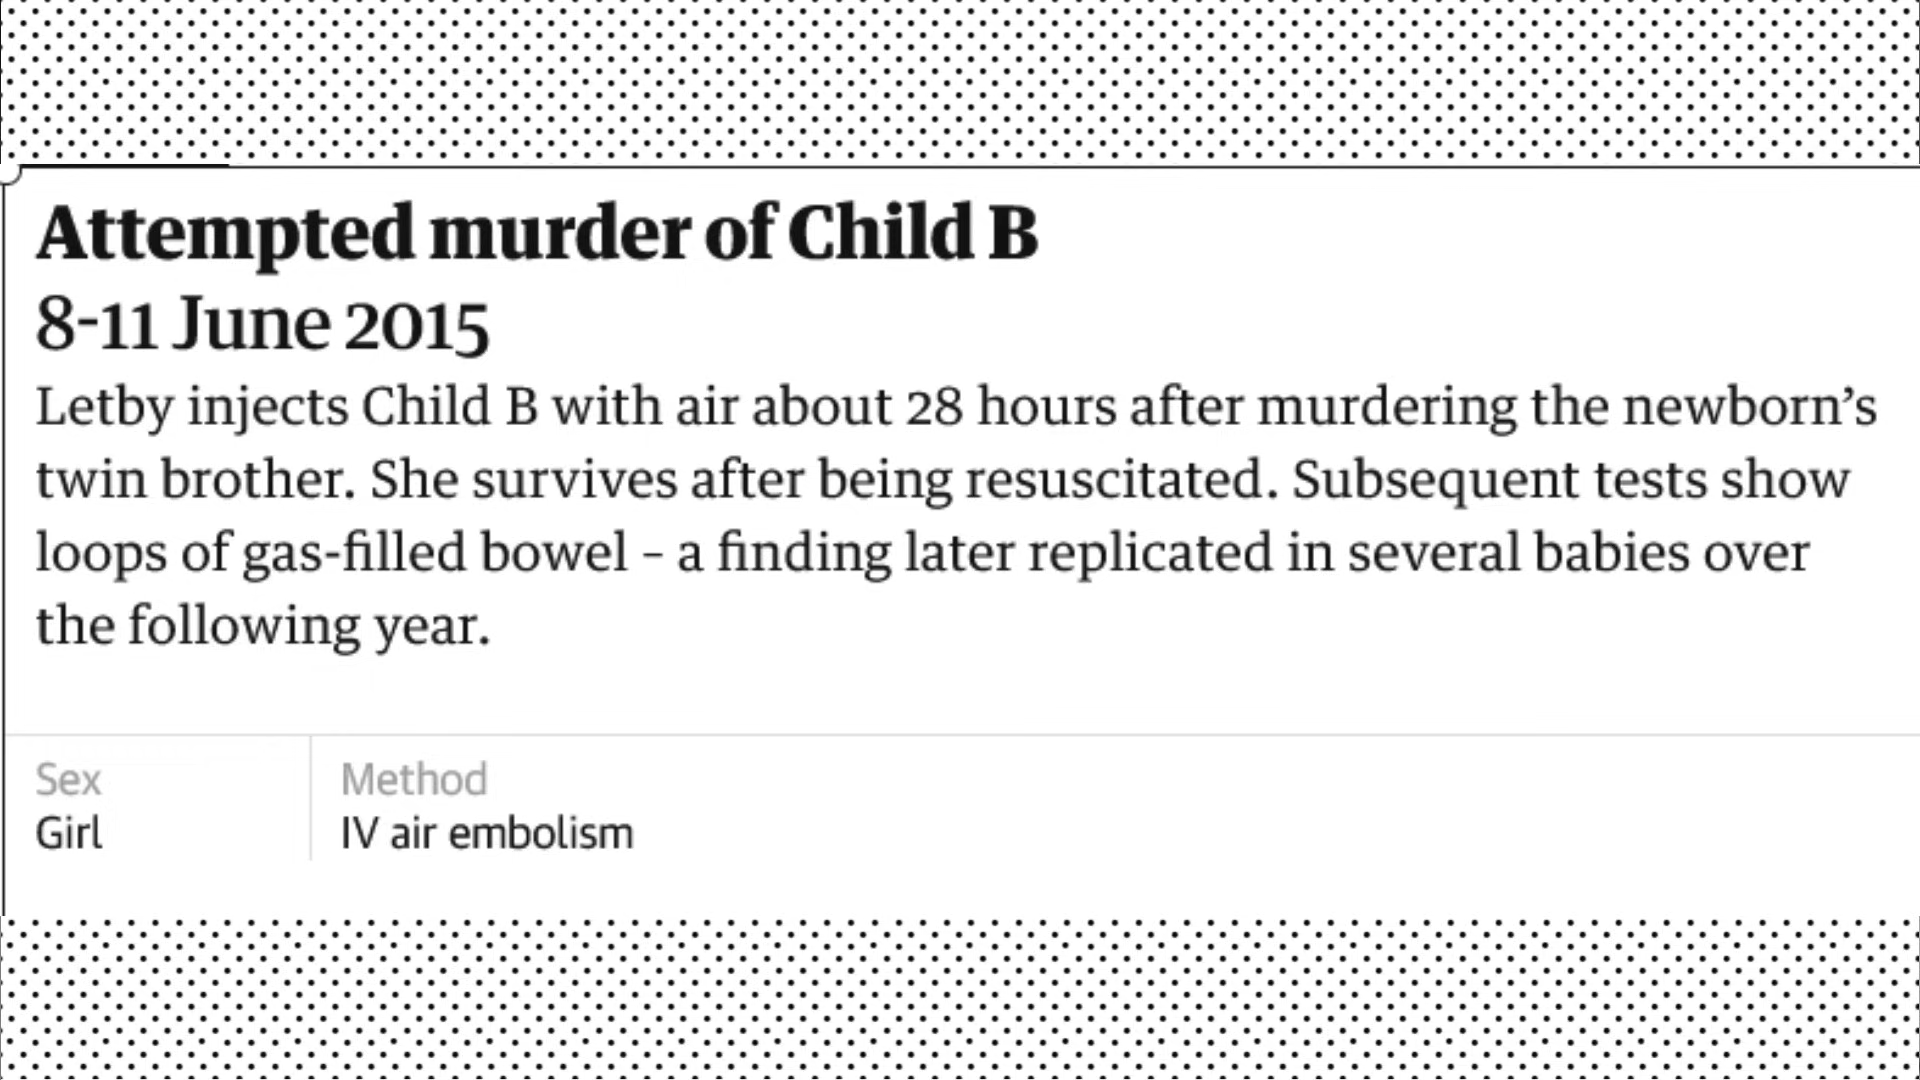 Attempted murder of Child B
8-11 June 2015
Letby injects Child B with air about 28 hours after murdering the newborn’s
twin brother. She survives after being resuscitated. Subsequent tests show
loops of gas-filled bowel – a finding later replicated in several babies over
the following year.
Sex
Girl
Method
IV air embolism